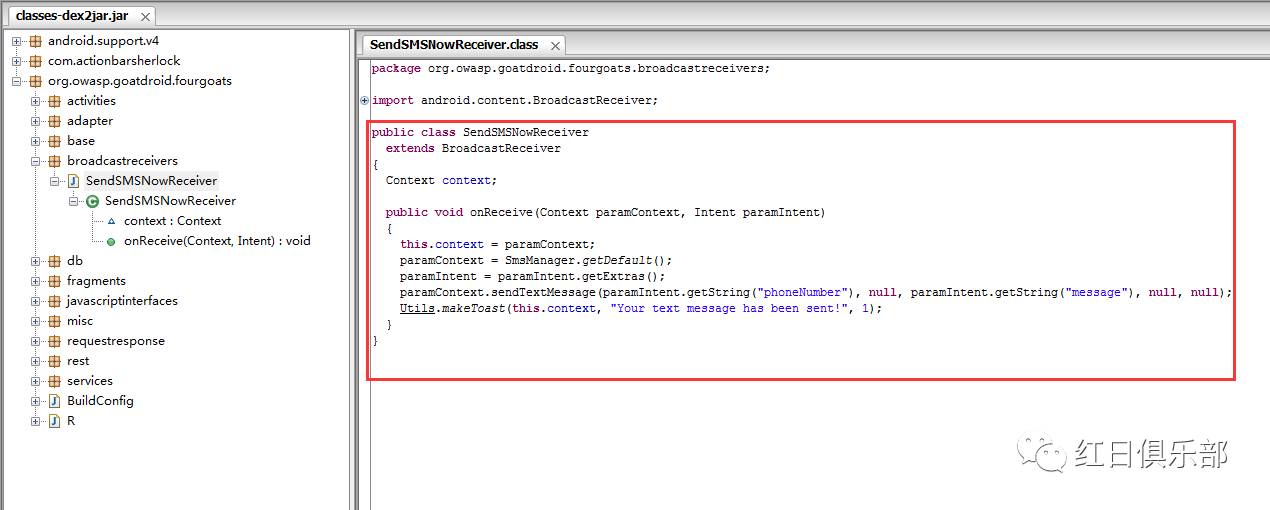 classes-dex2jar.jar
android.support.v4
com.actionbarsherlock
org.owasp.goatdroid.fourgoats
activities
adapter
base
broadcastreceivers
SendSMSNowReceiver
SendSMSNowReceiver
context : Context
onReceive(Context, Intent) : void
db
fragments
javascriptinterfaces
misc
requestresponse
rest
services
BuildConfig
R
SendSMSNowReceiver.class
package org.owasp.goatdroid.fourgoats.broadcastreceivers;
import android.content.BroadcastReceiver;
public class SendSMSNowReceiver
extends BroadcastReceiver
{
Context context;
public void onReceive(Context paramContext, Intent paramIntent)
{
this.context = paramContext;
paramContext = SmsManager.getDefault();
paramIntent = paramIntent.getExtras();
paramContext.sendTextMessage(paramIntent.getString("phoneNumber"), null, paramIntent.getString("message"), null, null);
Utils.makeToast(this.context, "Your text message has been sent!", 1);
}
}
红日俱乐部